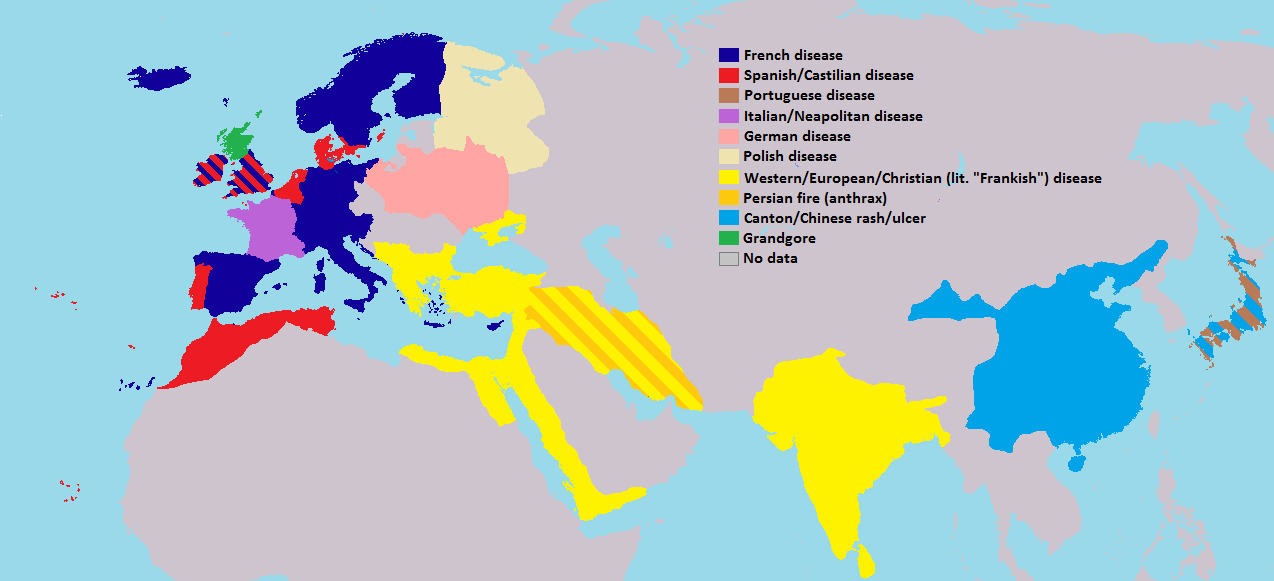 French disease
Spanish/Castilian disease
Portuguese disease
Italian/Neapolitan disease
German disease
Polish disease
Western/European/Christian (lit. "Frankish") disease
Persian fire (anthrax)
Canton/Chinese rash/ulcer
Grandgore
No data